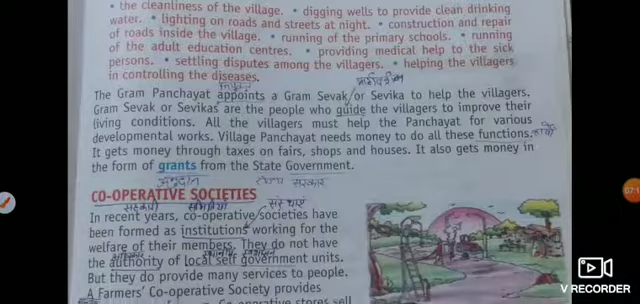 the cleanliness of the village. • digging wells to provide clean drinking
water. • lighting on roads and streets at night. • construction and repair
of roads inside the village. • running of the primary schools. • running
of the adult education centres. • providing medical help to the sick
persons. • settling disputes among the villagers. • helping the villagers
in controlling the diseases.
The Gram Panchayat appoints a Gram Sevak or Sevika to help the villagers.
Gram Sevak or Sevikas are the people who guide the villagers to improve their
living conditions. All the villagers must help the Panchayat for various
developmental works. Village Panchayat needs money to do all these functions.
It gets money through taxes on fairs, shops and houses. It also gets money in
the form of grants from the State Government.
अनुदान सरकार
CO-OPERATIVE SOCIETIES
सहकारी
In recent years, co-operative societies have
been formed as institutions working for the
welfare of their members. They do not have
the authority of local self government units.
But they do provide many services to people.
A Farmers' Co-operative Society provides
V RECORDER